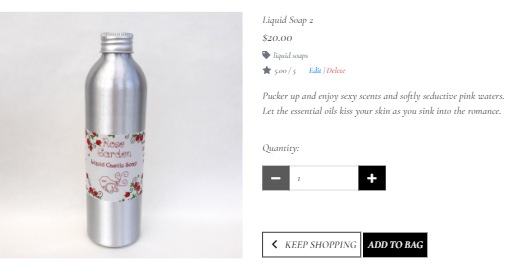 Liquid Soap 2
$20.00
liquid soaps
5.00 / 5 Edit | Delete
Pucker up and enjoy sexy scents and softly seductive pink waters.
Let the essential oils kiss your skin as you sink into the romance.
Quantity:
1
KEEP SHOPPING ADD TO BAG
Rose
Garden
Liquid Castile Soap